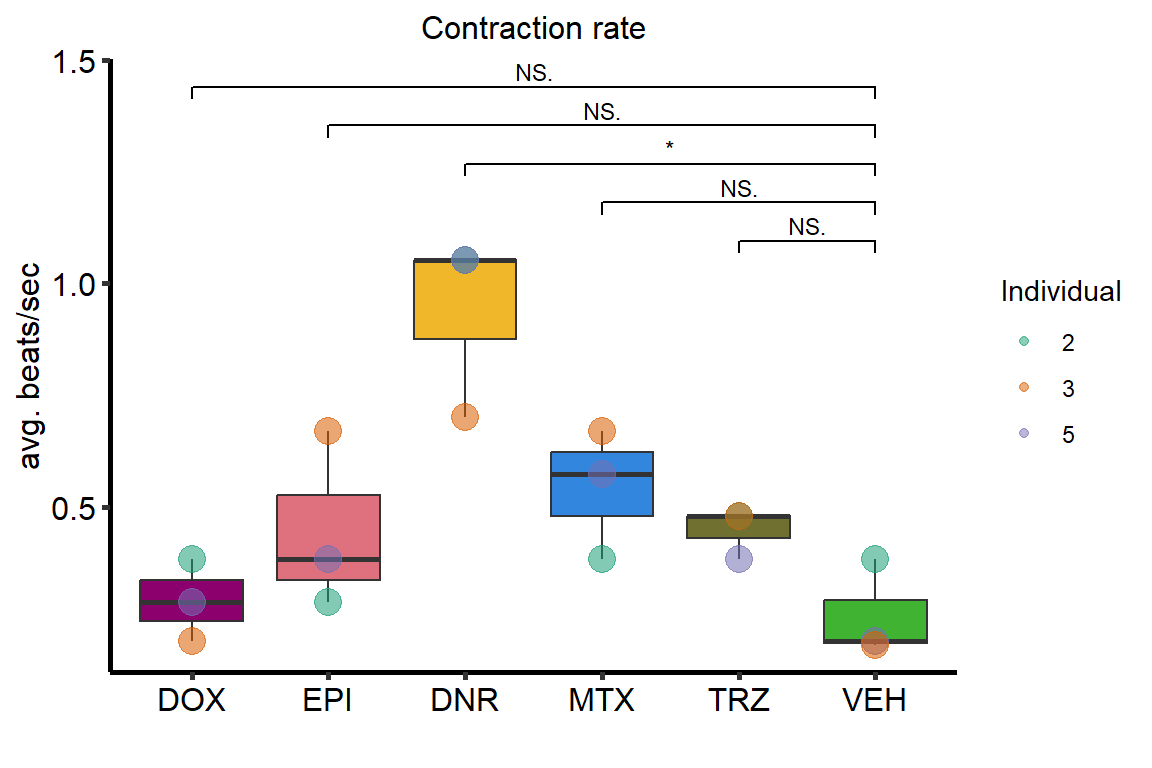 Contraction rate
1.5
NS.
NS.
*
NS.
NS.
1.0
0.5
avg. beats/sec
DOX EPI DNR MTX TRZ VEH
Individual
2
3
5